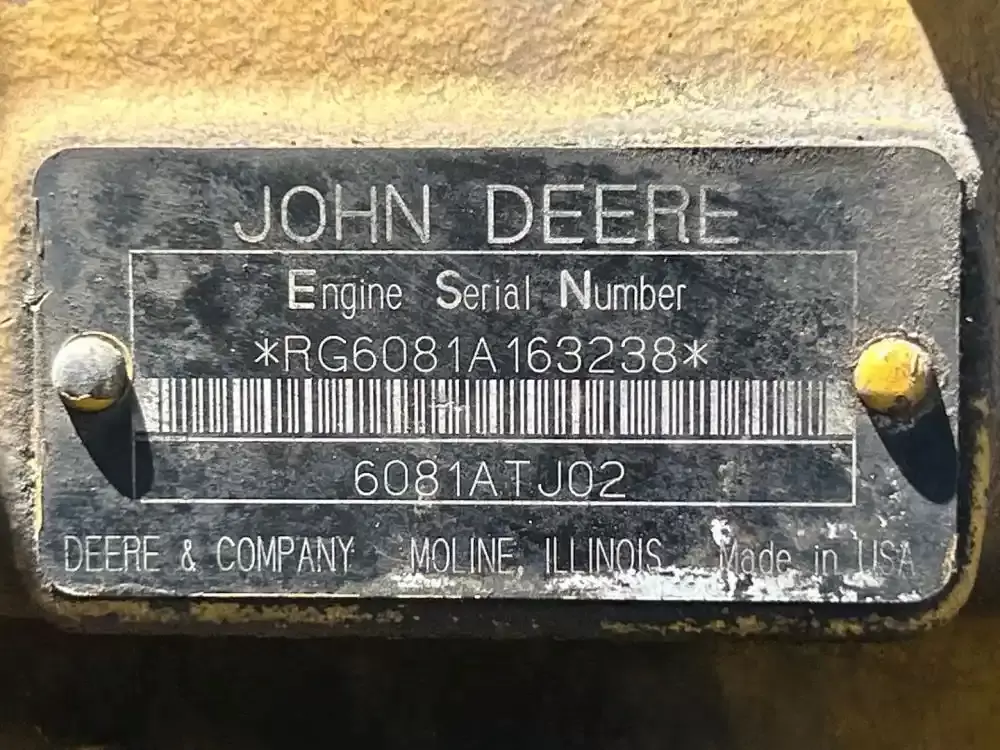 JOHN DEERE
Engine Serial Number
*RG6081A163238*
6081ATJ02
DEERE & COMPANY MOLINE, ILLINOIS Made in USA